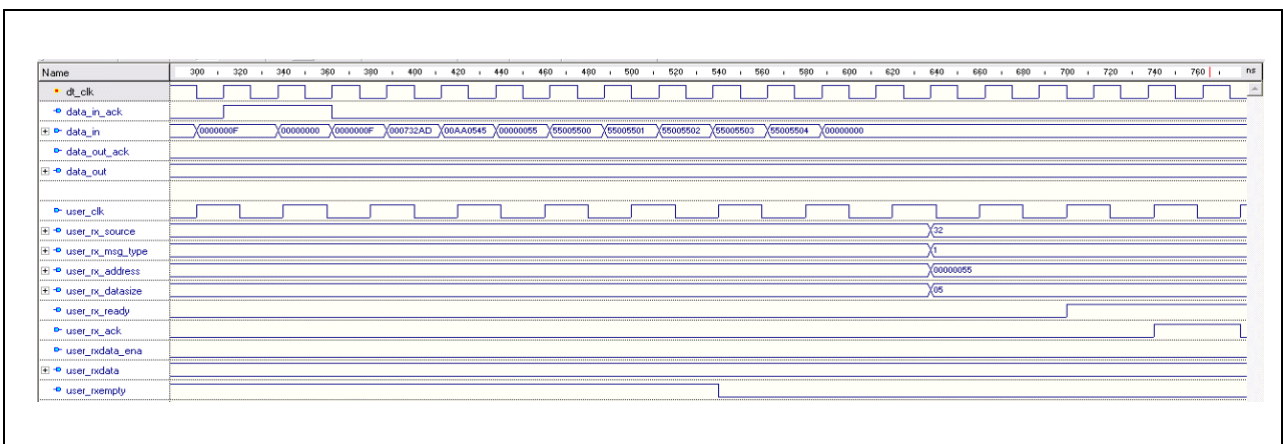 Name 300 320 340 360 380 400 420 440 460 480 500 520 540 560 580 600 620 640 660 680 700 720 740 760 ns
dt_clk
data_in_ack
data_in 0000000F 00000000 0000000F 000732AD 00AA0545 00000055 55005500 55005501 55005502 55005503 55005504 00000000
data_out_ack
data_out
user_clk
user_rx_source 32
user_rx_msg_type 1
user_rx_address 00000055
user_rx_datasize 05
user_rx_ready
user_rx_ack
user_rxdata_ena
user_rxdata
user_rxempty